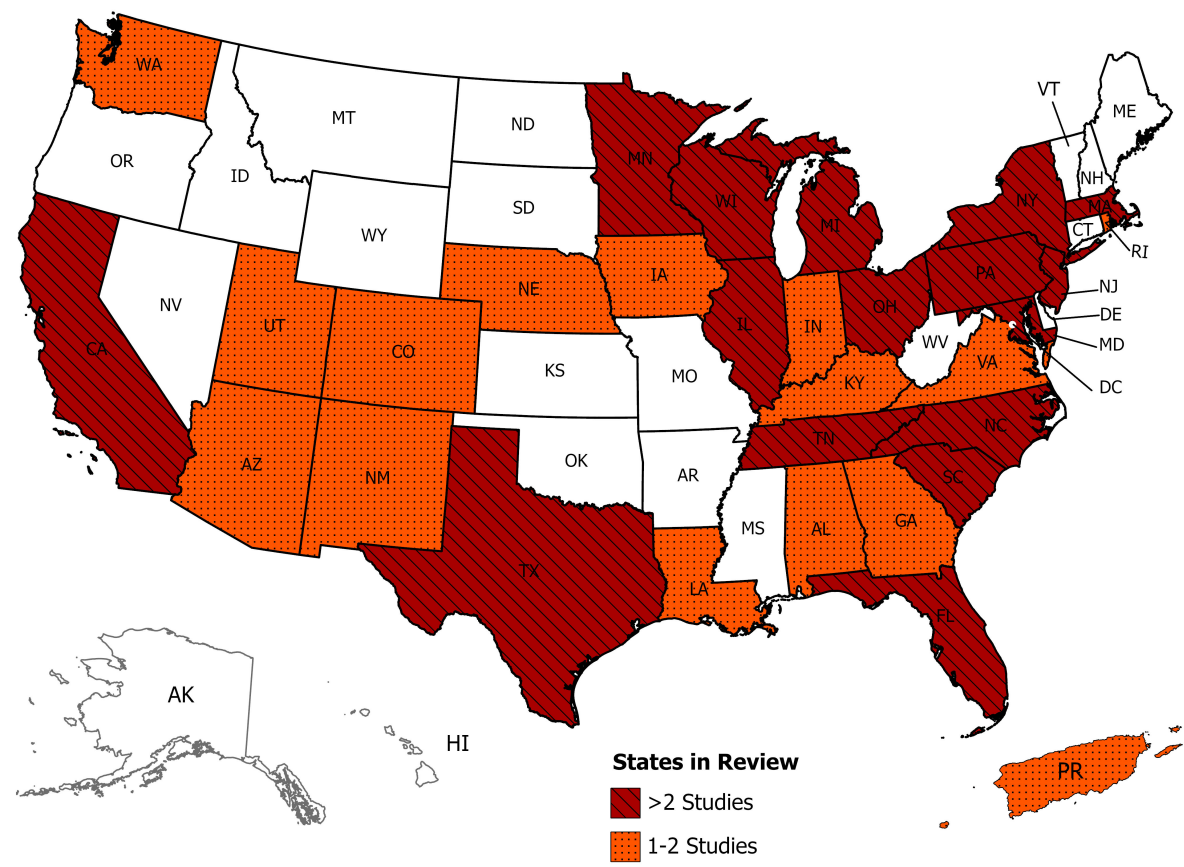 WA
VT
ME
MT
ND
OR
MN
ID
NH
SD
WI
NY
MA
WY
MI
CT
RI
NE
IA
PA
NV
NJ
OH
DE
UT
IL
IN
WV
MD
CA
CO
VA
KS
MO
KY
DC
NC
TN
AZ
OK
NM
AR
SC
MS
AL
GA
TX
LA
FL
AK
HI
States in Review
PR
>2 Studies
1-2 Studies